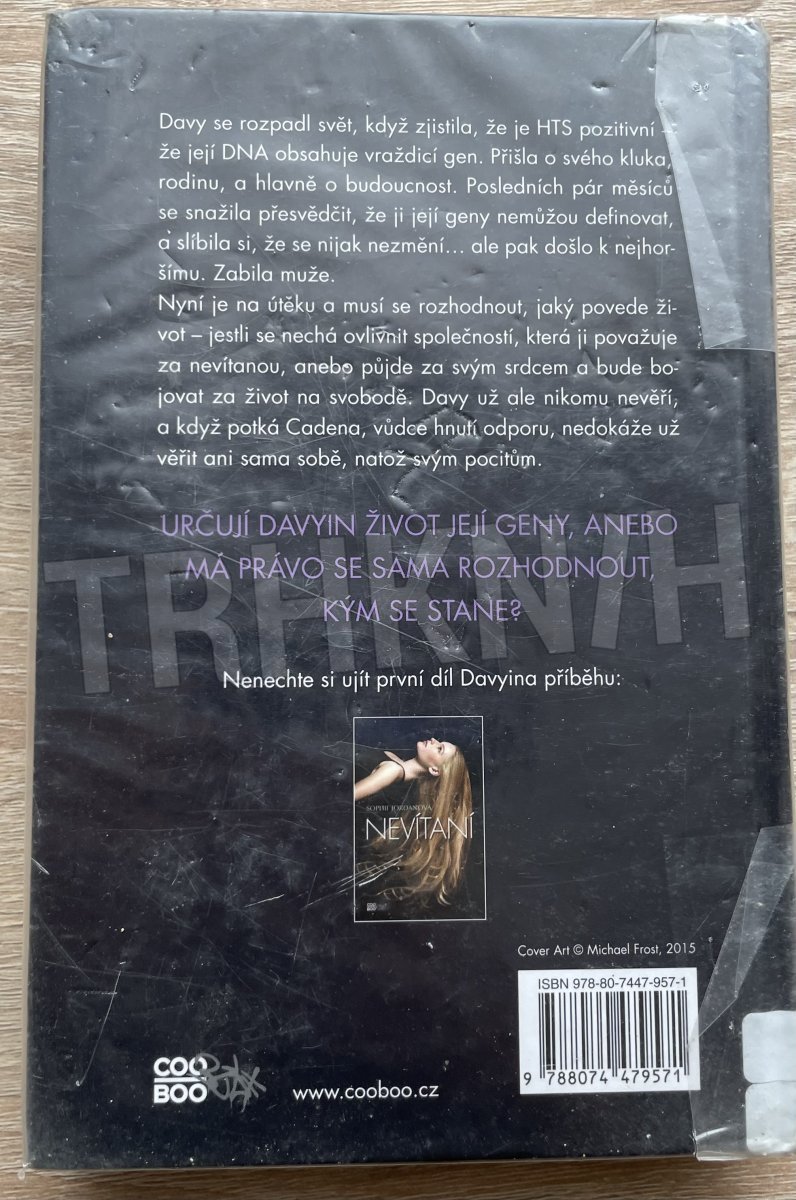 Davy se rozpadl svět, když zjistila, že je HTS pozitivní –
že její DNA obsahuje vraždicí gen. Přišla o svého kluka,
rodinu, a hlavně o budoucnost. Posledních pár měsíců
se snažila přesvědčit, že ji její geny nemůžou definovat,
a slíbila si, že se nijak nezmění... ale pak došlo k nejhor-
šímu. Zabila muže.
Nyní je na útěku a musí se rozhodnout, jaký povede ži-
vot – jestli se nechá ovlivnit společností, která ji považuje
za nevítanou, anebo půjde za svým srdcem a bude bo-
jovat za život na svobodě. Davy už ale nikomu nevěří,
a když potká Cadena, vůdce hnutí odporu, nedokáže už
věřit ani sama sobě, natož svým pocitům.
URČUJÍ DAVYIN ŽIVOT JEJÍ GENY, ANEBO
MÁ PRÁVO SE SAMA ROZHODNOUT,
KÝM SE STANE?
TRHKNIH
Nenechte si ujít první díl Davyina příběhu:
SOPHIE JORDANOVÁ
NEVÍTANÍ
Cover Art © Michael Frost, 2015
ISBN 978-80-7447-957-1
9 788074 479571
COO
BOO
www.cooboo.cz